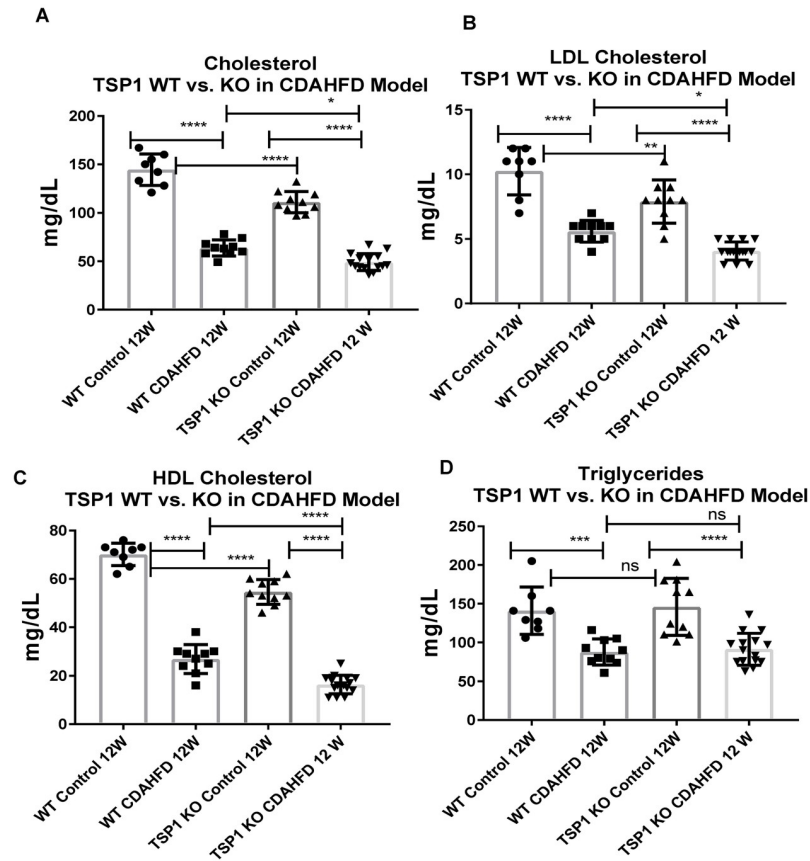 A
Cholesterol
TSP1 WT vs. KO in CDAHFD Model
*
****
****
****
200
150
100
50
0
mg/dL
WT Control 12W
WT CDAHFD 12W
TSP1 KO Control 12W
TSP1 KO CDAHFD 12 W
B
LDL Cholesterol
TSP1 WT vs. KO in CDAHFD Model
*
****
****
**
15
10
5
0
mg/dL
WT Control 12W
WT CDAHFD 12W
TSP1 KO Control 12W
TSP1 KO CDAHFD 12 W
C
HDL Cholesterol
TSP1 WT vs. KO in CDAHFD Model
****
****
****
****
80
60
40
20
0
mg/dL
WT Control 12W
WT CDAHFD 12W
TSP1 KO Control 12W
TSP1 KO CDAHFD 12 W
D
Triglycerides
TSP1 WT vs. KO in CDAHFD Model
ns
***
****
ns
250
200
150
100
50
0
mg/dL
WT Control 12W
WT CDAHFD 12W
TSP1 KO Control 12W
TSP1 KO CDAHFD 12 W